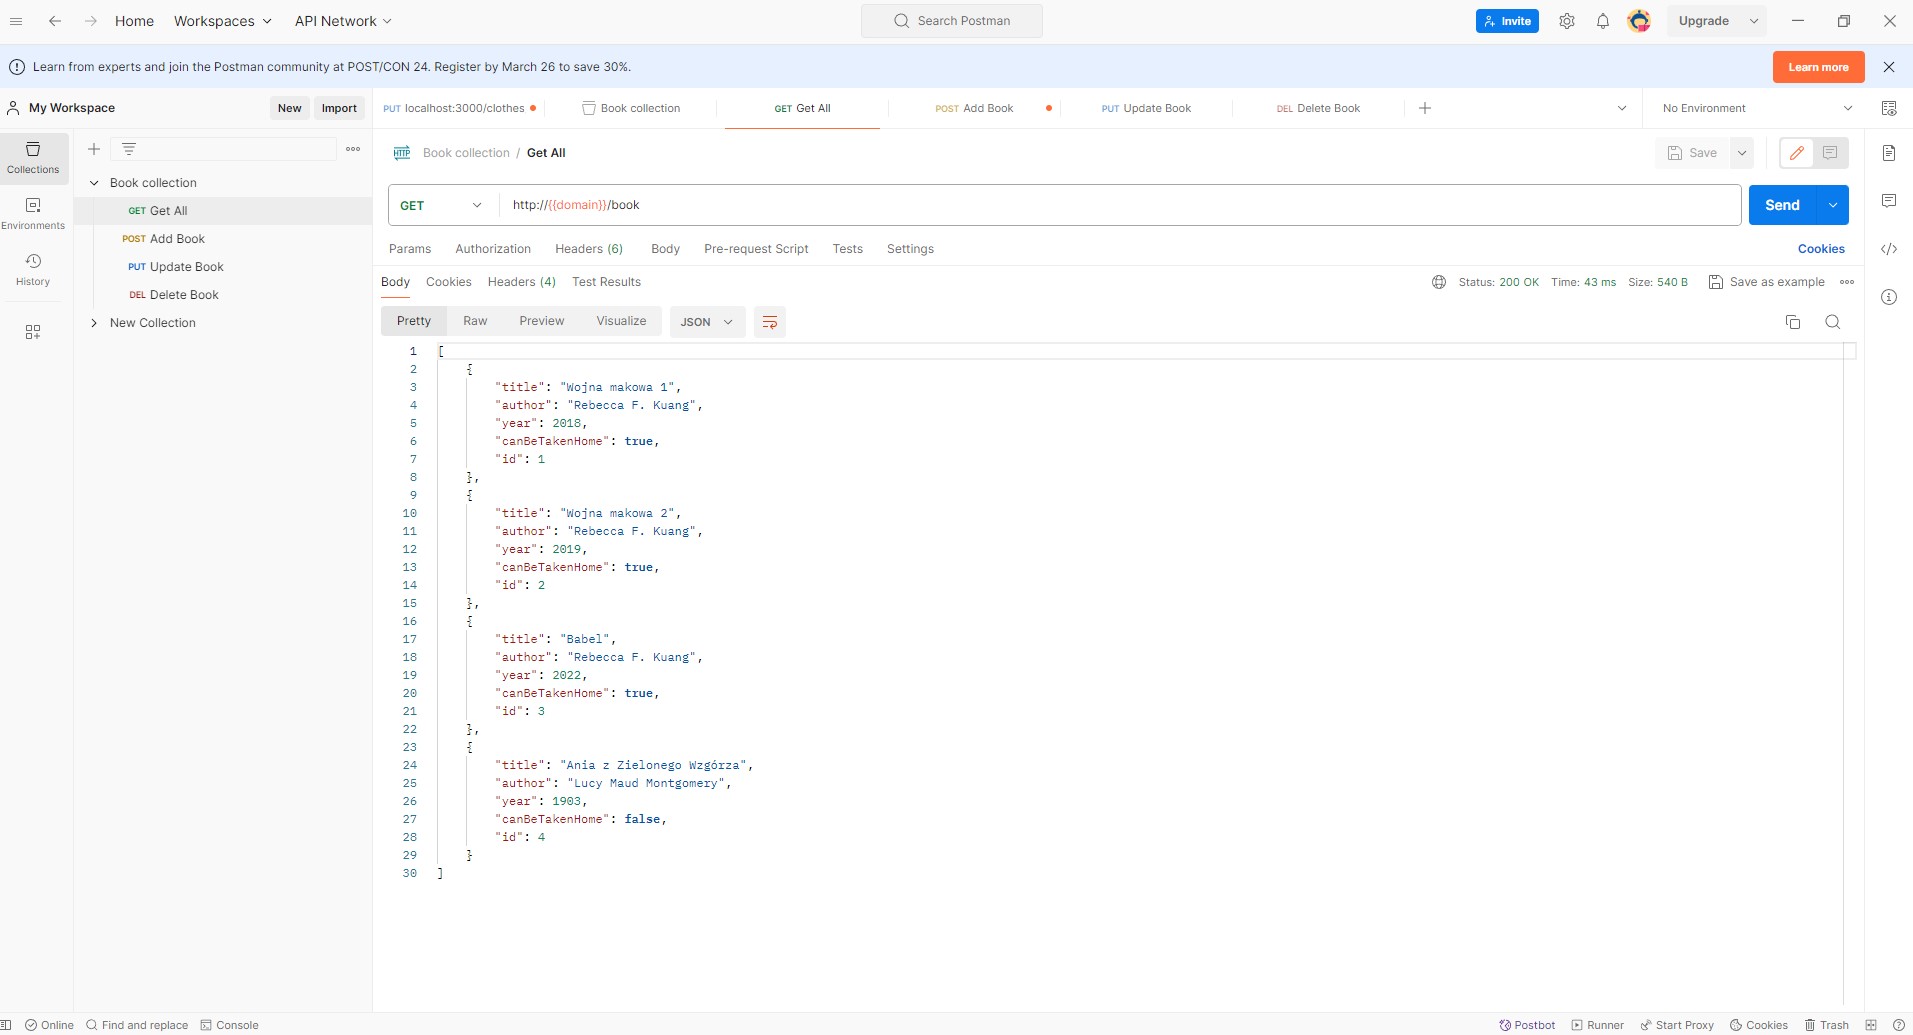 Home Workspaces API Network Search Postman Invite Upgrade
Learn from experts and join the Postman community at POST/CON 24. Register by March 26 to save 30%. Learn more
My Workspace New Import PUT localhost:3000/clothes Book collection GET Get All POST Add Book PUT Update Book DEL Delete Book No Environment
Collections
Environments
History
Book collection
GET Get All
POST Add Book
PUT Update Book
DEL Delete Book
New Collection
HTTP Book collection / Get All Save
GET http://{{domain}}/book Send
Params Authorization Headers (6) Body Pre-request Script Tests Settings Cookies
Body Cookies Headers (4) Test Results Status: 200 OK Time: 43 ms Size: 540 B Save as example
Pretty Raw Preview Visualize JSON
1 [
2 {
3 "title": "Wojna makowa 1",
4 "author": "Rebecca F. Kuang",
5 "year": 2018,
6 "canBeTakenHome": true,
7 "id": 1
8 },
9 {
10 "title": "Wojna makowa 2",
11 "author": "Rebecca F. Kuang",
12 "year": 2019,
13 "canBeTakenHome": true,
14 "id": 2
15 },
16 {
17 "title": "Babel",
18 "author": "Rebecca F. Kuang",
19 "year": 2022,
20 "canBeTakenHome": true,
21 "id": 3
22 },
23 {
24 "title": "Ania z Zielonego Wzgórza",
25 "author": "Lucy Maud Montgomery",
26 "year": 1903,
27 "canBeTakenHome": false,
28 "id": 4
29 }
30 ]
Online Find and replace Console Postbot Runner Start Proxy Cookies Trash